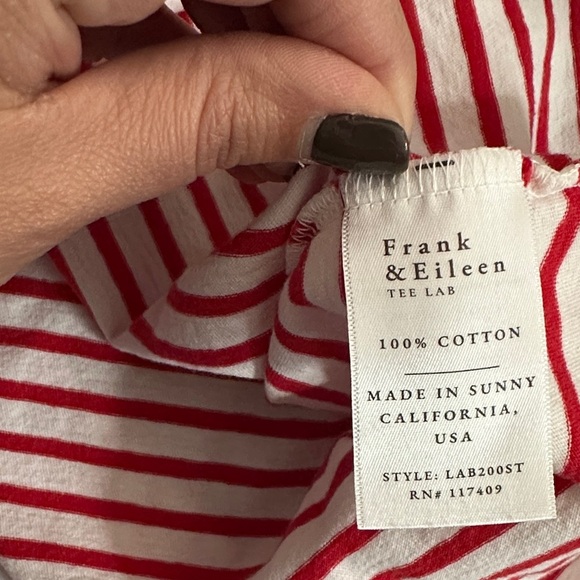 Frank
& Eileen
TEE LAB
100% COTTON
MADE IN SUNNY
CALIFORNIA,
USA
STYLE: LAB200ST
RN# 117409